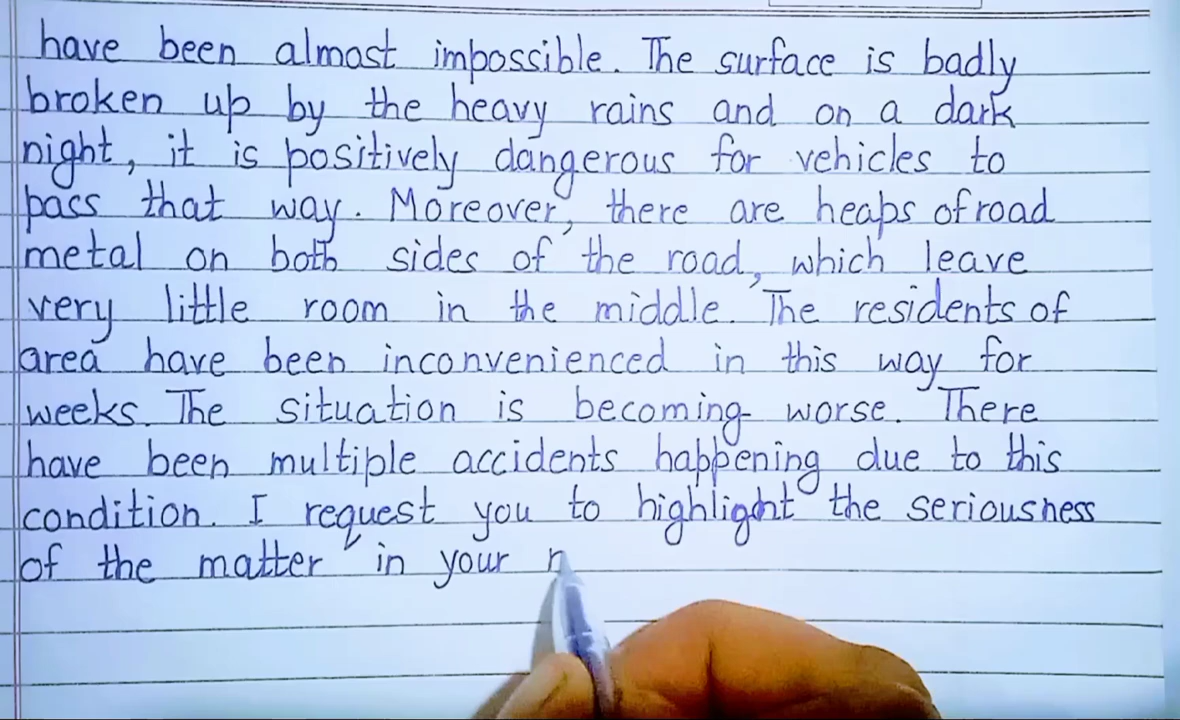 have been almost impossible. The surface is badly
broken up by the heavy rains and on a dark
night, it is positively dangerous for vehicles to
pass that way. Moreover, there are heaps of road
metal on both sides of the road, which leave
very little room in the middle. The residents of
area have been inconvenienced in this way for
weeks. The situation is becoming worse. There
have been multiple accidents happening due to this
condition. I request you to highlight the seriousness
of the matter in your